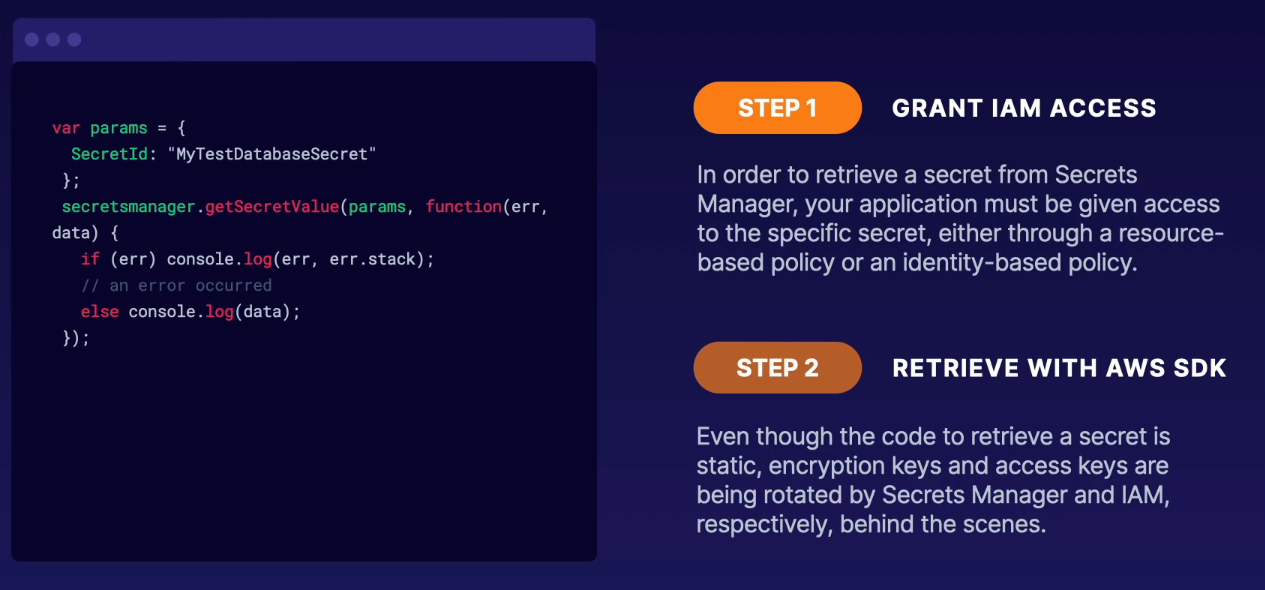 var params = {
SecretId: "MyTestDatabaseSecret"
};
secretsmanager.getSecretValue(params, function(err,
data) {
if (err) console.log(err, err.stack);
// an error occurred
else console.log(data);
});
STEP 1
GRANT IAM ACCESS
In order to retrieve a secret from Secrets
Manager, your application must be given access
to the specific secret, either through a resource-
based policy or an identity-based policy.
STEP 2
RETRIEVE WITH AWS SDK
Even though the code to retrieve a secret is
static, encryption keys and access keys are
being rotated by Secrets Manager and IAM,
respectively, behind the scenes.